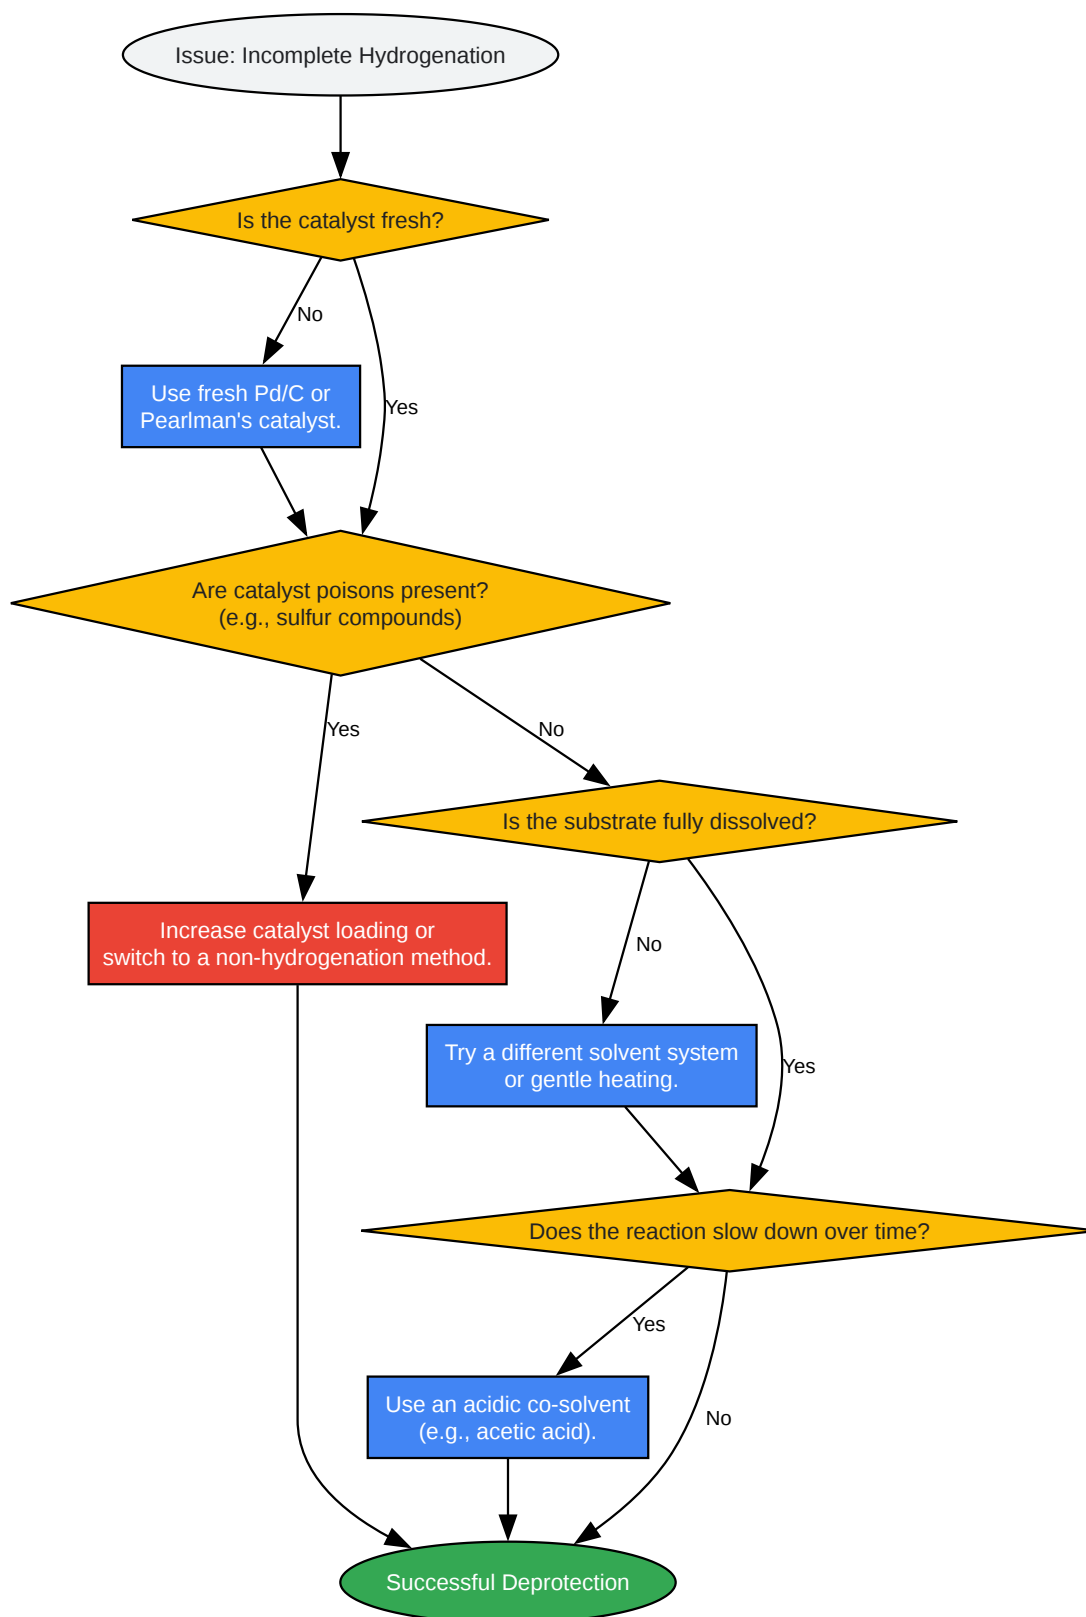 Issue: Incomplete Hydrogenation
Is the catalyst fresh?
No
Use fresh Pd/C or
Pearlman's catalyst.
Yes
Are catalyst poisons present?
(e.g., sulfur compounds)
Yes
No
Is the substrate fully dissolved?
Increase catalyst loading or
switch to a non-hydrogenation method.
No
Try a different solvent system
or gentle heating.
Yes
Does the reaction slow down over time?
Yes
Use an acidic co-solvent
(e.g., acetic acid).
No
Successful Deprotection